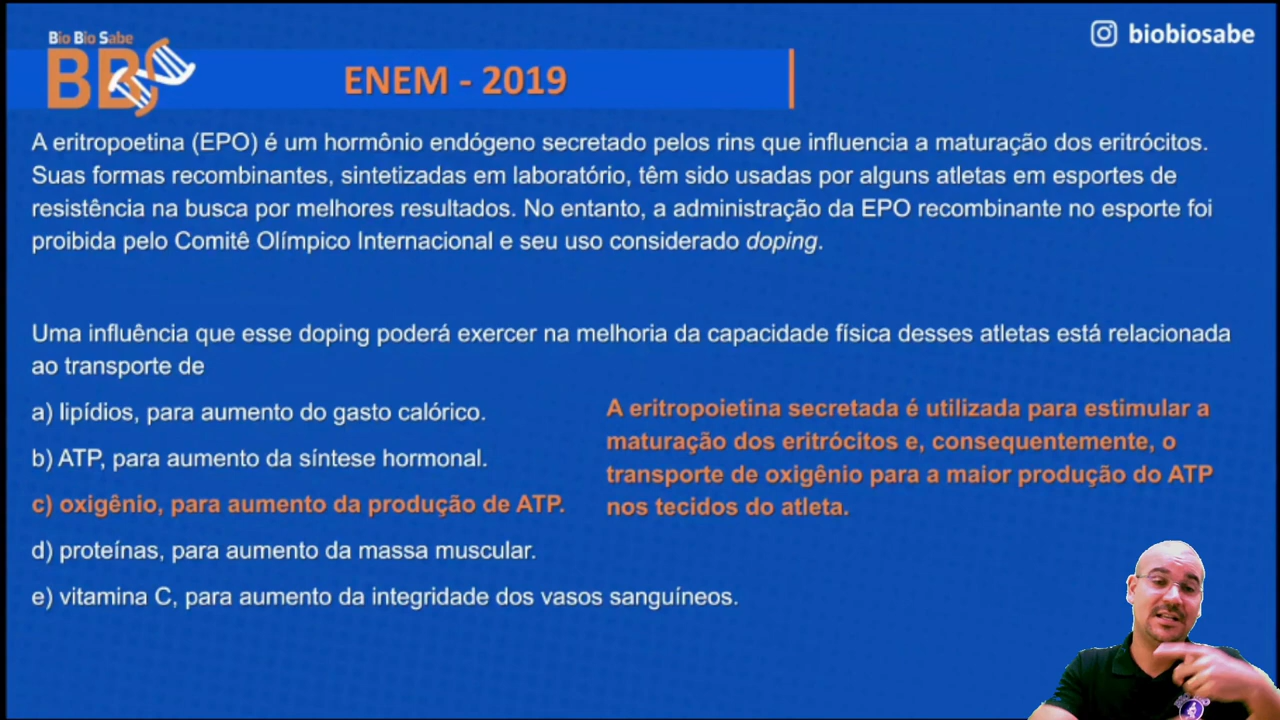 Bio Bio Sabe
BBS
biobiosabe
ENEM - 2019
A eritropoetina (EPO) é um hormônio endógeno secretado pelos rins que influencia a maturação dos eritrócitos.
Suas formas recombinantes, sintetizadas em laboratório, têm sido usadas por alguns atletas em esportes de
resistência na busca por melhores resultados. No entanto, a administração da EPO recombinante no esporte foi
proibida pelo Comitê Olímpico Internacional e seu uso considerado doping.
Uma influência que esse doping poderá exercer na melhoria da capacidade física desses atletas está relacionada
ao transporte de
a) lipídios, para aumento do gasto calórico.
b) ATP, para aumento da síntese hormonal.
c) oxigênio, para aumento da produção de ATP.
d) proteínas, para aumento da massa muscular.
e) vitamina C, para aumento da integridade dos vasos sanguíneos.
A eritropoietina secretada é utilizada para estimular a
maturação dos eritrócitos e, consequentemente, o
transporte de oxigênio para a maior produção do ATP
nos tecidos do atleta.